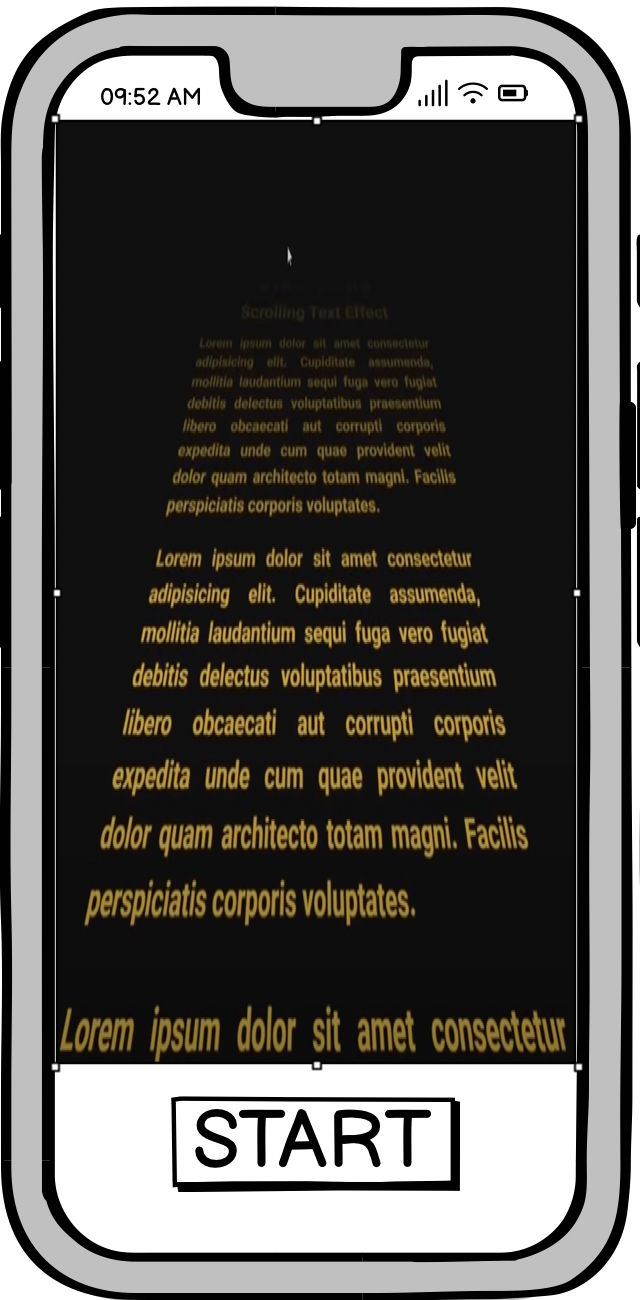 09:52 AM
Scrolling Text Effect
Lorem ipsum dolor sit amet consectetur
adipisicing elit. Cupiditate assumenda,
mollitia laudantium sequi fuga vero fugiat
debitis delectus voluptatibus praesentium
libero obcaecati aut corrupti corporis
expedita unde cum quae provident velit
dolor quam architecto totam magni. Facilis
perspiciatis corporis voluptates.
Lorem ipsum dolor sit amet consectetur
adipisicing elit. Cupiditate assumenda,
mollitia laudantium sequi fuga vero fugiat
debitis delectus voluptatibus praesentium
libero obcaecati aut corrupti corporis
expedita unde cum quae provident velit
dolor quam architecto totam magni. Facilis
perspiciatis corporis voluptates.
Lorem ipsum dolor sit amet consectetur
START